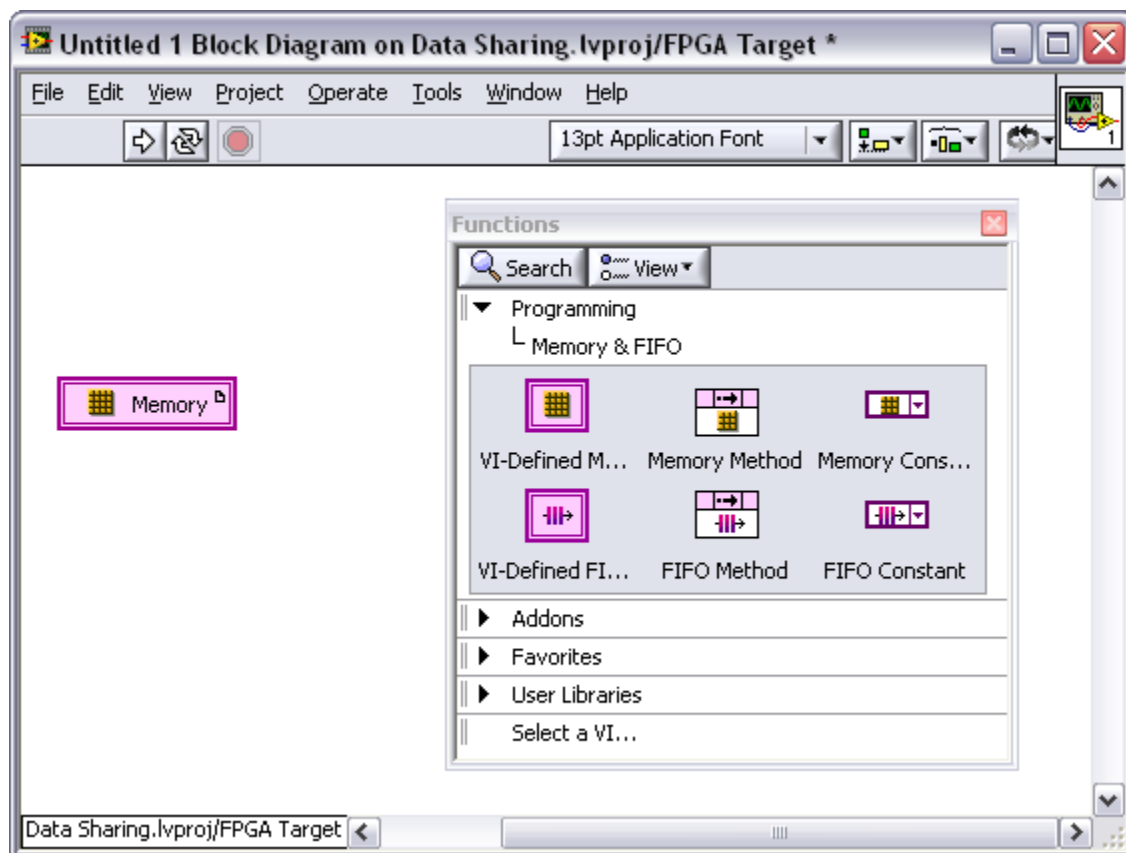 Untitled 1 Block Diagram on Data Sharing.lvproj/FPGA Target *
File Edit View Project Operate Tools Window Help
13pt Application Font
1
Functions
Search View
Programming
Memory & FIFO
Memory
VI-Defined M... Memory Method Memory Cons...
VI-Defined FI... FIFO Method FIFO Constant
Addons
Favorites
User Libraries
Select a VI...
Data Sharing.lvproj/FPGA Target